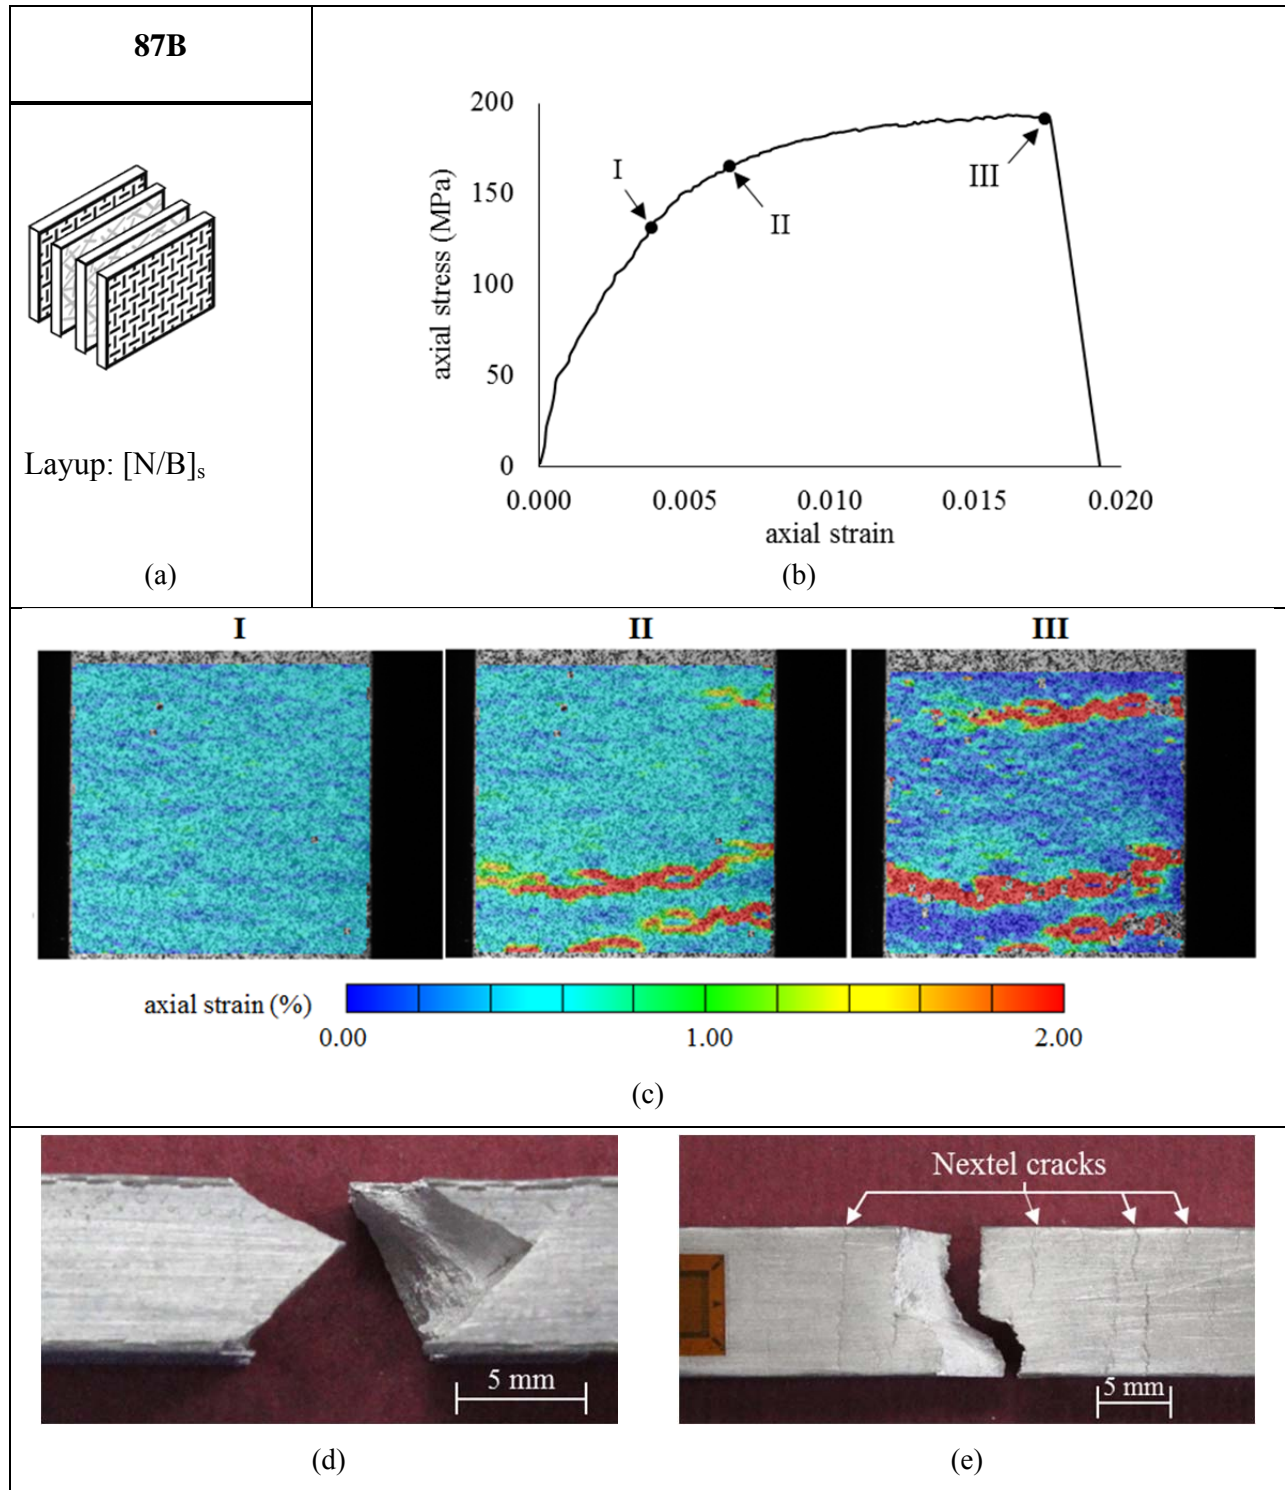 87B
Layup: [N/B]s
(a)
200
150
100
50
0
axial stress (MPa)
I
II
III
0.000 0.005 0.010 0.015 0.020
axial strain
(b)
I II III
axial strain (%)
0.00 1.00 2.00
(c)
5 mm
(d)
Nextel cracks
5 mm
(e)